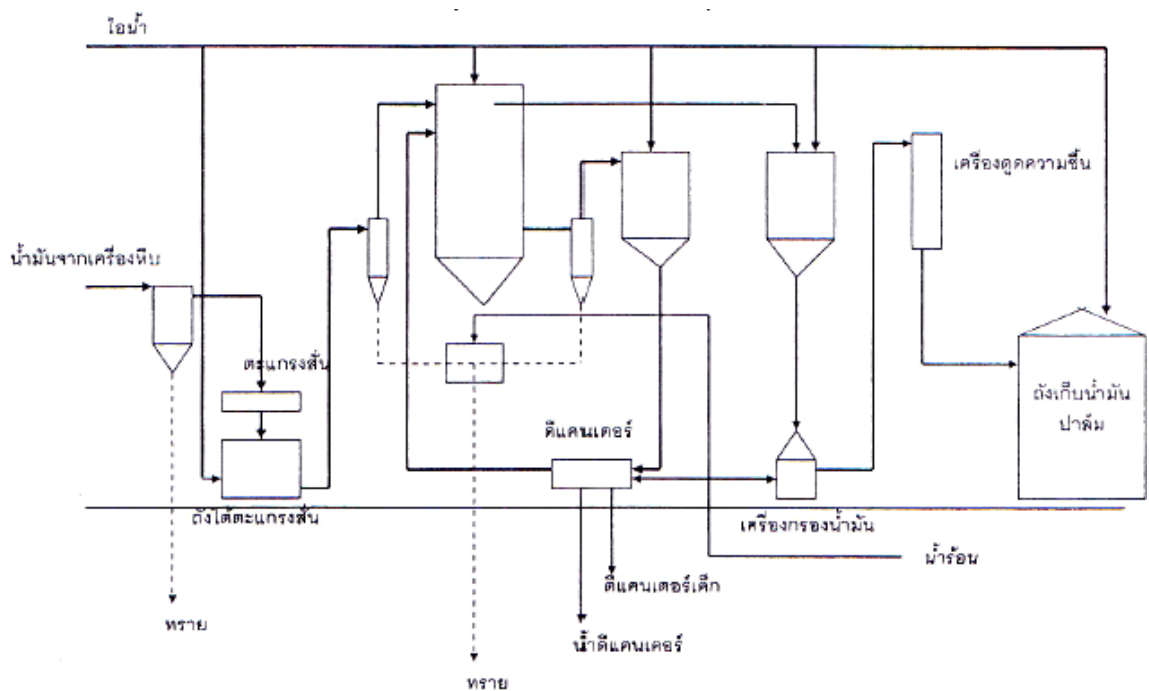 ไอน้ำ
เครื่องดูดความชื้น
น้ำมันจากเครื่องหีบ
ตะแกรงสั่น
ถังเก็บน้ำมัน
ปาล์ม
ดีแคนเตอร์
ถังใต้ตะแกรงสั่น
เครื่องกรองน้ำมัน
น้ำร้อน
ดีแคนเตอร์เค้ก
ทราย
น้ำดีแคนเตอร์
ทราย